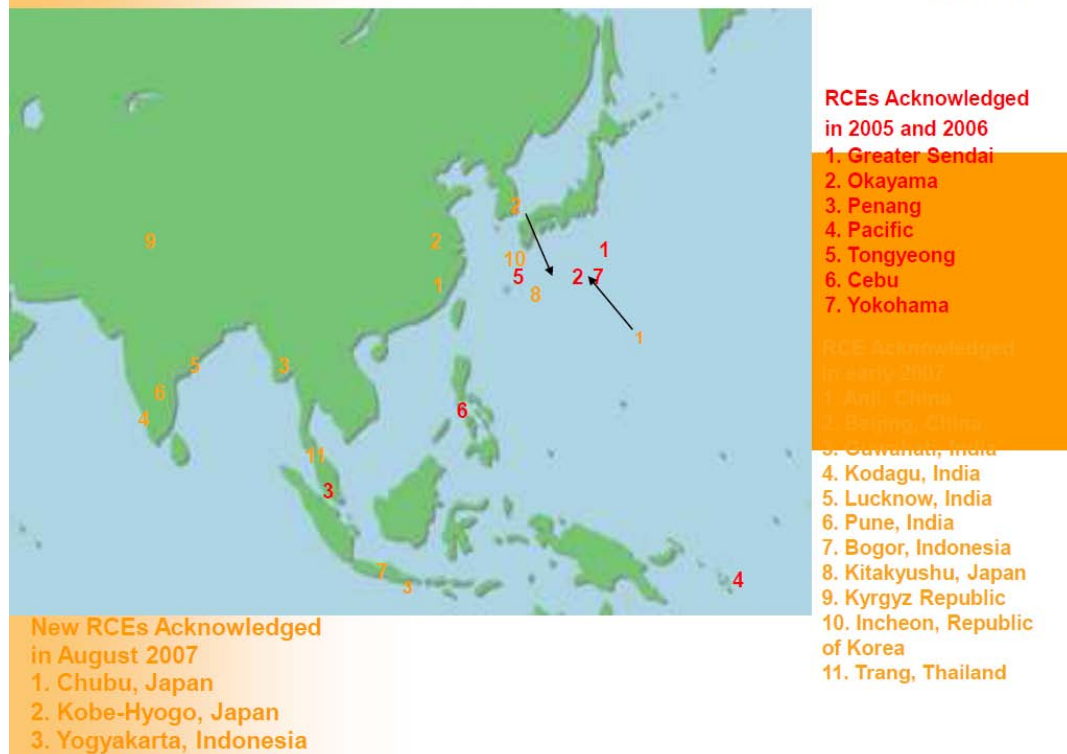 9
2
2
1
10
5
8
2
7
1
1
5
3
6
4
6
11
3
7
3
4
RCEs Acknowledged
in 2005 and 2006
1. Greater Sendai
2. Okayama
3. Penang
4. Pacific
5. Tongyeong
6. Cebu
7. Yokohama
RCE Acknowledged
in early 2007
1. Anji, China
2. Beijing, China
3. Guwahati, India
4. Kodagu, India
5. Lucknow, India
6. Pune, India
7. Bogor, Indonesia
8. Kitakyushu, Japan
9. Kyrgyz Republic
10. Incheon, Republic
of Korea
11. Trang, Thailand
New RCEs Acknowledged
in August 2007
1. Chubu, Japan
2. Kobe-Hyogo, Japan
3. Yogyakarta, Indonesia